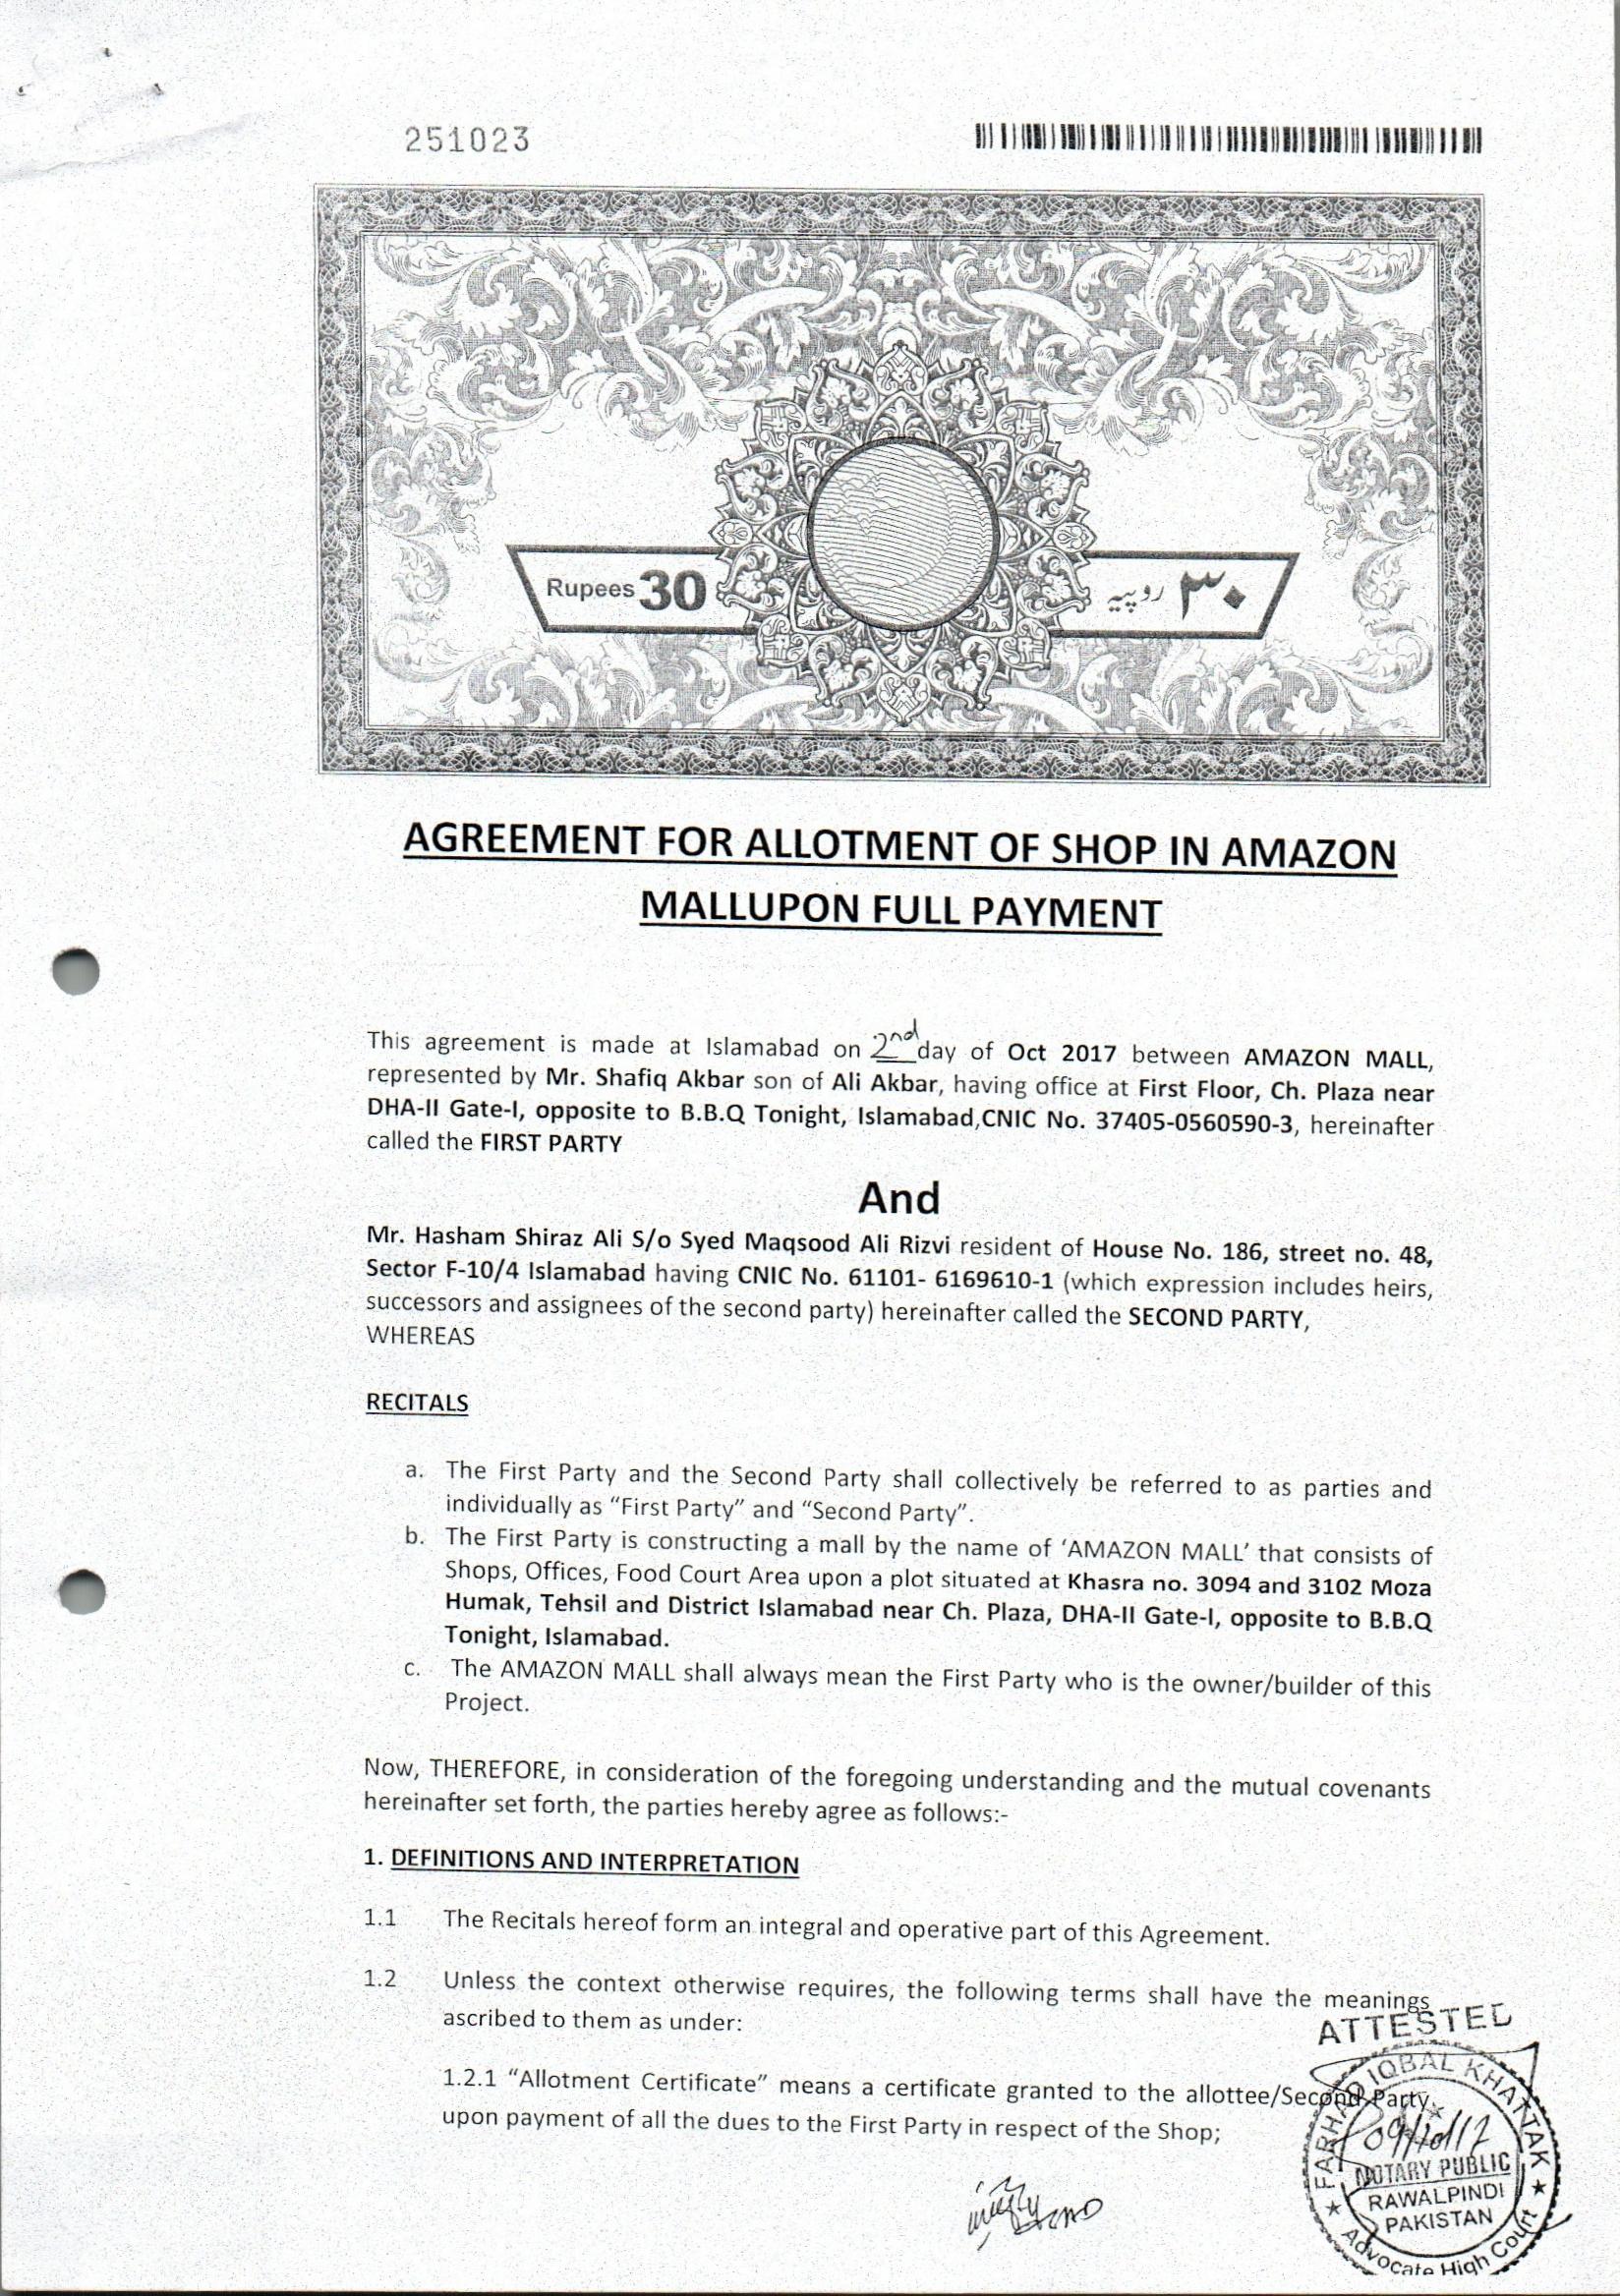 251023
Rupees 30
۳۰ روپیہ
AGREEMENT FOR ALLOTMENT OF SHOP IN AMAZON
MALLUPON FULL PAYMENT
This agreement is made at Islamabad on 2nd day of Oct 2017 between AMAZON MALL,
represented by Mr. Shafiq Akbar son of Ali Akbar, having office at First Floor, Ch. Plaza near
DHA-II Gate-I, opposite to B.B.Q Tonight, Islamabad,CNIC No. 37405-0560590-3, hereinafter
called the FIRST PARTY
And
Mr. Hasham Shiraz Ali S/o Syed Maqsood Ali Rizvi resident of House No. 186, street no. 48,
Sector F-10/4 Islamabad having CNIC No. 61101- 6169610-1 (which expression includes heirs,
successors and assignees of the second party) hereinafter called the SECOND PARTY,
WHEREAS
RECITALS
a. The First Party and the Second Party shall collectively be referred to as parties and
individually as “First Party” and “Second Party”.
b. The First Party is constructing a mall by the name of ‘AMAZON MALL’ that consists of
Shops, Offices, Food Court Area upon a plot situated at Khasra no. 3094 and 3102 Moza
Humak, Tehsil and District Islamabad near Ch. Plaza, DHA-II Gate-I, opposite to B.B.Q
Tonight, Islamabad.
c. The AMAZON MALL shall always mean the First Party who is the owner/builder of this
Project.
Now, THEREFORE, in consideration of the foregoing understanding and the mutual covenants
hereinafter set forth, the parties hereby agree as follows:-
1. DEFINITIONS AND INTERPRETATION
1.1 The Recitals hereof form an integral and operative part of this Agreement.
1.2 Unless the context otherwise requires, the following terms shall have the meanings
ascribed to them as under:
1.2.1 “Allotment Certificate” means a certificate granted to the allottee/Second Party
upon payment of all the dues to the First Party in respect of the Shop;
ATTESTED
IQBAL KHATTAK
09/10/17
NOTARY PUBLIC
RAWALPINDI
PAKISTAN
Advocate High Court